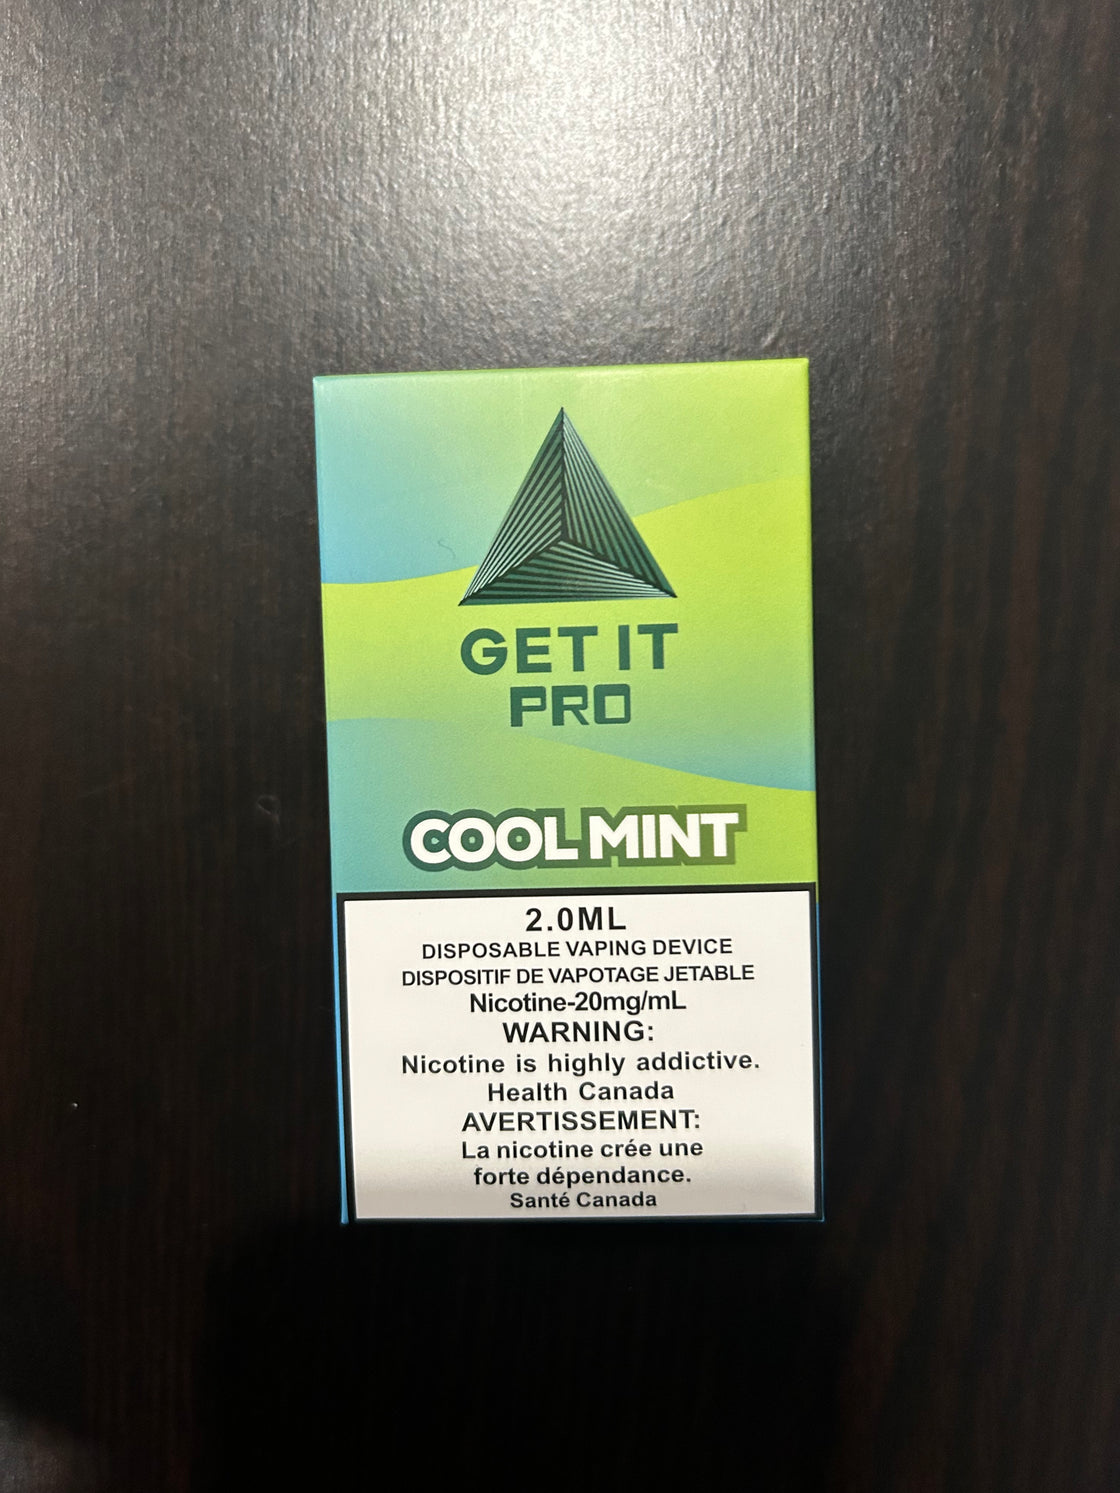 GET IT
PRO
COOL MINT
2.0ML
DISPOSABLE VAPING DEVICE
DISPOSITIF DE VAPOTAGE JETABLE
Nicotine-20mg/mL
WARNING:
Nicotine is highly addictive.
Health Canada
AVERTISSEMENT:
La nicotine crée une
forte dépendance.
Santé Canada